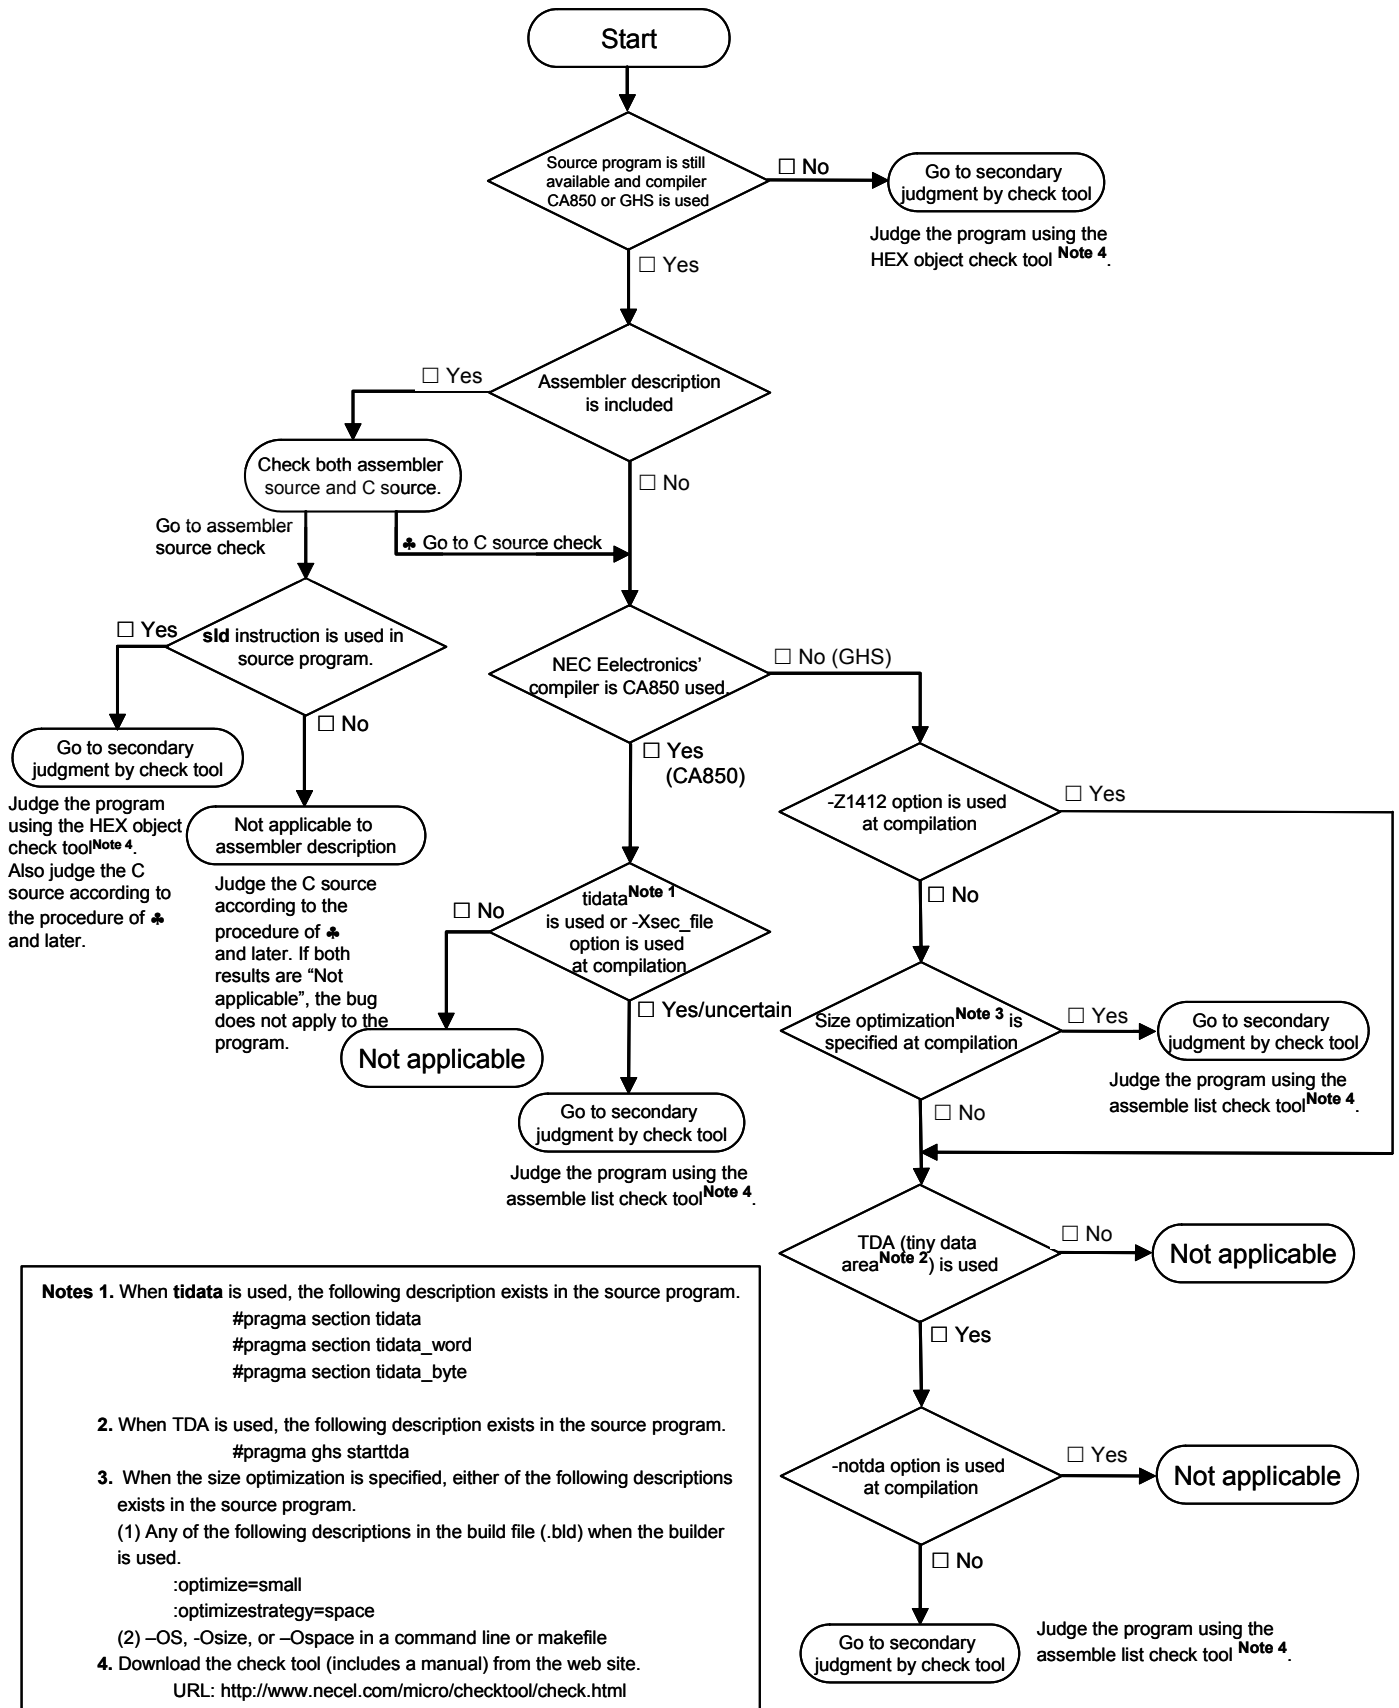 Start
Source program is still
available and compiler
CA850 or GHS is used
☐ No
Go to secondary
judgment by check tool
Judge the program using the
HEX object check tool Note 4.
☐ Yes
Assembler description
is included
☐ Yes
Check both assembler
source and C source.
☐ No
Go to assembler
source check
♣ Go to C source check
sld instruction is used in
source program.
☐ Yes
Go to secondary
judgment by check tool
Judge the program
using the HEX object
check toolNote 4.
Also judge the C
source according to
the procedure of ♣
and later.
☐ No
Not applicable to
assembler description
Judge the C source
according to the
procedure of ♣
and later. If both
results are “Not
applicable”, the bug
does not apply to the
program.
NEC Eelectronics’
compiler is CA850 used.
☐ No (GHS)
☐ Yes
(CA850)
tidataNote 1
is used or -Xsec_file
option is used
at compilation
☐ No
Not applicable
☐ Yes/uncertain
Go to secondary
judgment by check tool
Judge the program using the
assemble list check toolNote 4.
-Z1412 option is used
at compilation
☐ Yes
☐ No
Size optimizationNote 3 is
specified at compilation
☐ Yes
Go to secondary
judgment by check tool
Judge the program using the
assemble list check toolNote 4.
☐ No
TDA (tiny data
areaNote 2) is used
☐ No
Not applicable
☐ Yes
-notda option is used
at compilation
☐ Yes
Not applicable
☐ No
Go to secondary
judgment by check tool
Judge the program using the
assemble list check tool Note 4.
Notes 1. When tidata is used, the following description exists in the source program.
#pragma section tidata
#pragma section tidata_word
#pragma section tidata_byte
2. When TDA is used, the following description exists in the source program.
#pragma ghs starttda
3. When the size optimization is specified, either of the following descriptions
exists in the source program.
(1) Any of the following descriptions in the build file (.bld) when the builder
is used.
:optimize=small
:optimizestrategy=space
(2) –OS, -Osize, or –Ospace in a command line or makefile
4. Download the check tool (includes a manual) from the web site.
URL: http://www.necel.com/micro/checktool/check.html